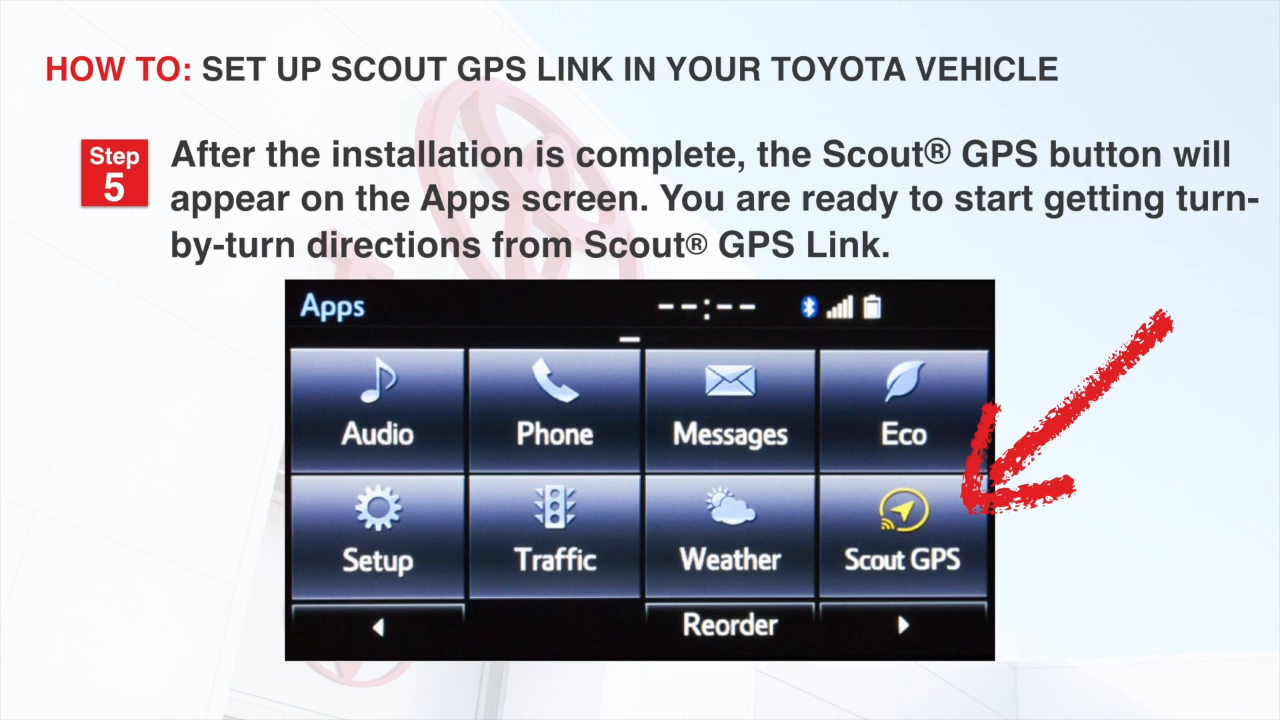 HOW TO: SET UP SCOUT GPS LINK IN YOUR TOYOTA VEHICLE
Step
5
After the installation is complete, the Scout® GPS button will
appear on the Apps screen. You are ready to start getting turn-
by-turn directions from Scout® GPS Link.
Apps --:--
Audio Phone Messages Eco
Setup Traffic Weather Scout GPS
Reorder